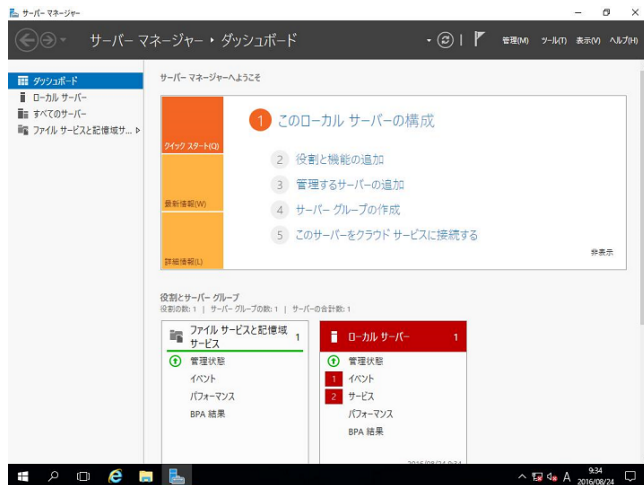 サーバー マネージャー
サーバー マネージャー ・ ダッシュボード
管理(M) ツール(T) 表示(V) ヘルプ(H)
ダッシュボード
ローカル サーバー
すべてのサーバー
ファイル サービスと記憶域サ...
サーバー マネージャーへようこそ
クイック スタート(Q)
最新情報(W)
詳細情報(L)
1 このローカル サーバーの構成
2 役割と機能の追加
3 管理するサーバーの追加
4 サーバー グループの作成
5 このサーバーをクラウド サービスに接続する
非表示
役割とサーバー グループ
役割の数: 1 | サーバー グループの数: 1 | サーバーの合計数: 1
ファイル サービスと記憶域サービス 1
管理状態
イベント
パフォーマンス
BPA 結果
ローカル サーバー 1
管理状態
1 イベント
2 サービス
パフォーマンス
BPA 結果
2016/08/24 9:34
A
9:34
2016/08/24